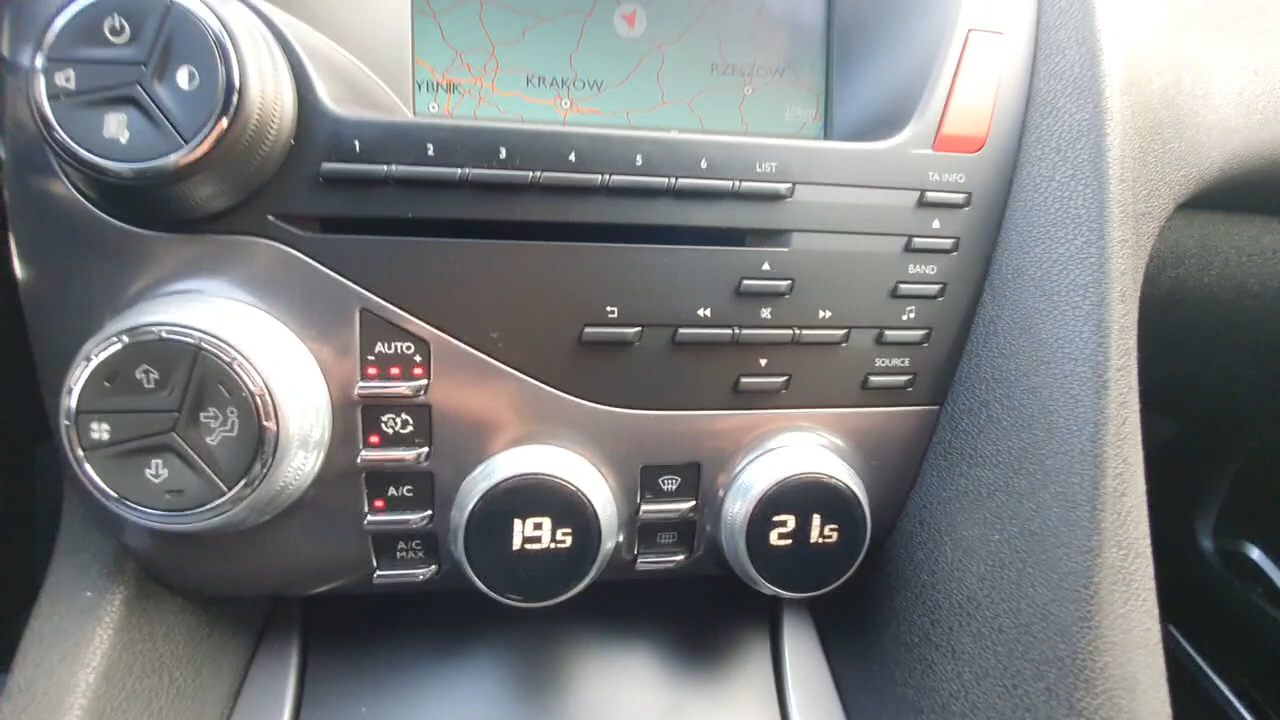 YBNIK
KRAKOW
RZESZOW
1 2 3 4 5 6 LIST
TA INFO
BAND
SOURCE
AUTO
- +
A
A/C
A/C
MAX
19.5
21.5